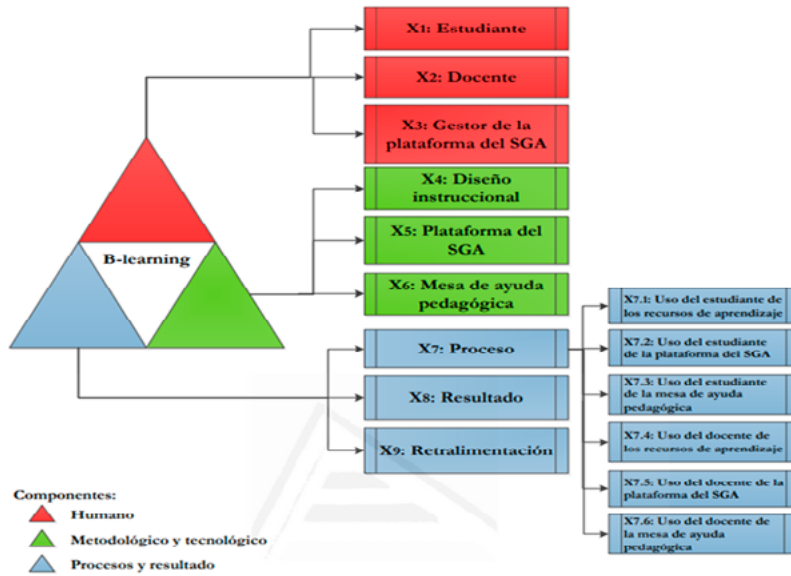 X1: Estudiante
X2: Docente
X3: Gestor de la
plataforma del SGA
X4: Diseño
instruccional
B-learning
X5: Plataforma del
SGA
X6: Mesa de ayuda
pedagógica
X7: Proceso
X8: Resultado
X9: Retralimentación
X7.1: Uso del estudiante de
los recursos de aprendizaje
X7.2: Uso del estudiante
de la plataforma del SGA
X7.3: Uso del estudiante
de la mesa de ayuda
pedagógica
X7.4: Uso del docente de
los recursos de aprendizaje
X7.5: Uso del docente de la
plataforma del SGA
X7.6: Uso del docente de
la mesa de ayuda
pedagógica
Componentes:
Humano
Metodológico y tecnológico
Procesos y resultado